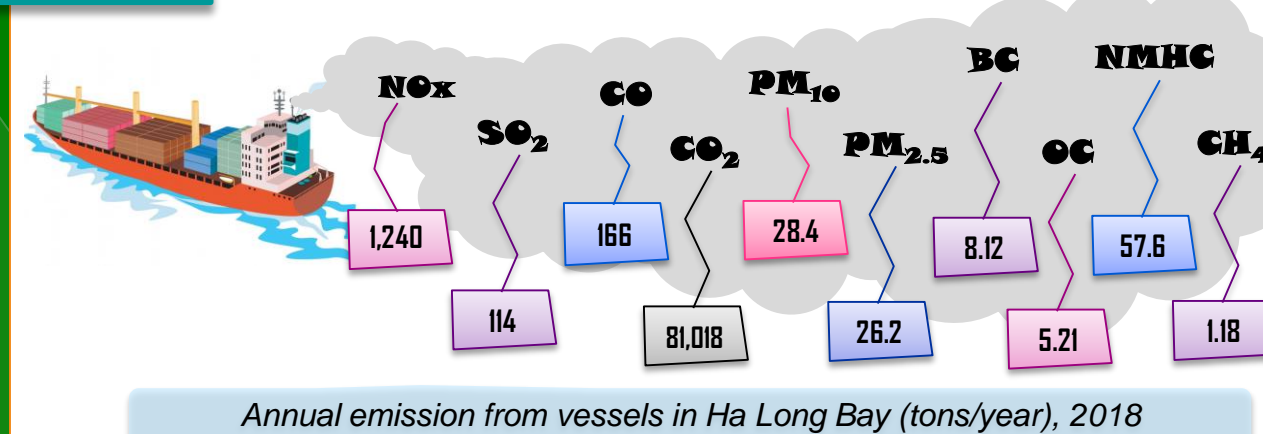 NOx
SO2
CO
CO2
PM10
PM2.5
BC
OC
NMHC
CH4
1,240
114
166
81,018
28.4
26.2
8.12
5.21
57.6
1.18
Annual emission from vessels in Ha Long Bay (tons/year), 2018